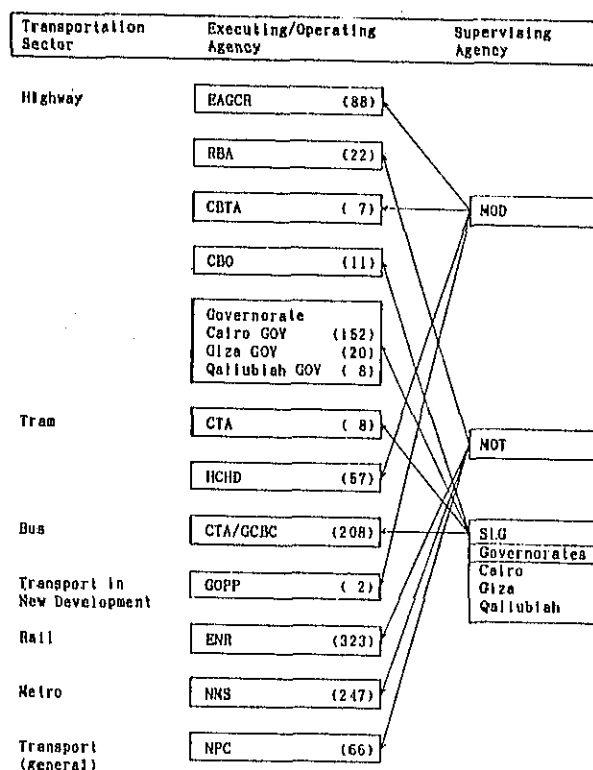 Transportation Sector
Executing/Operating Agency
Supervising Agency
Highway
EAGCR (88)
RBA (22)
CBTA ( 7)
MOD
CBO (11)
Governorate
Cairo GOV (152)
Giza GOV (20)
Qaliubiah GOV ( 8)
Tram
CTA ( 8)
MOT
HCHD (57)
Bus
CTA/GCBC (208)
SLG
Governorates
Cairo
Giza
Qaliubiah
Transport in
New Development
GOPP ( 2)
Rail
ENR (323)
Metro
NMS (247)
Transport
(general)
NPC (66)